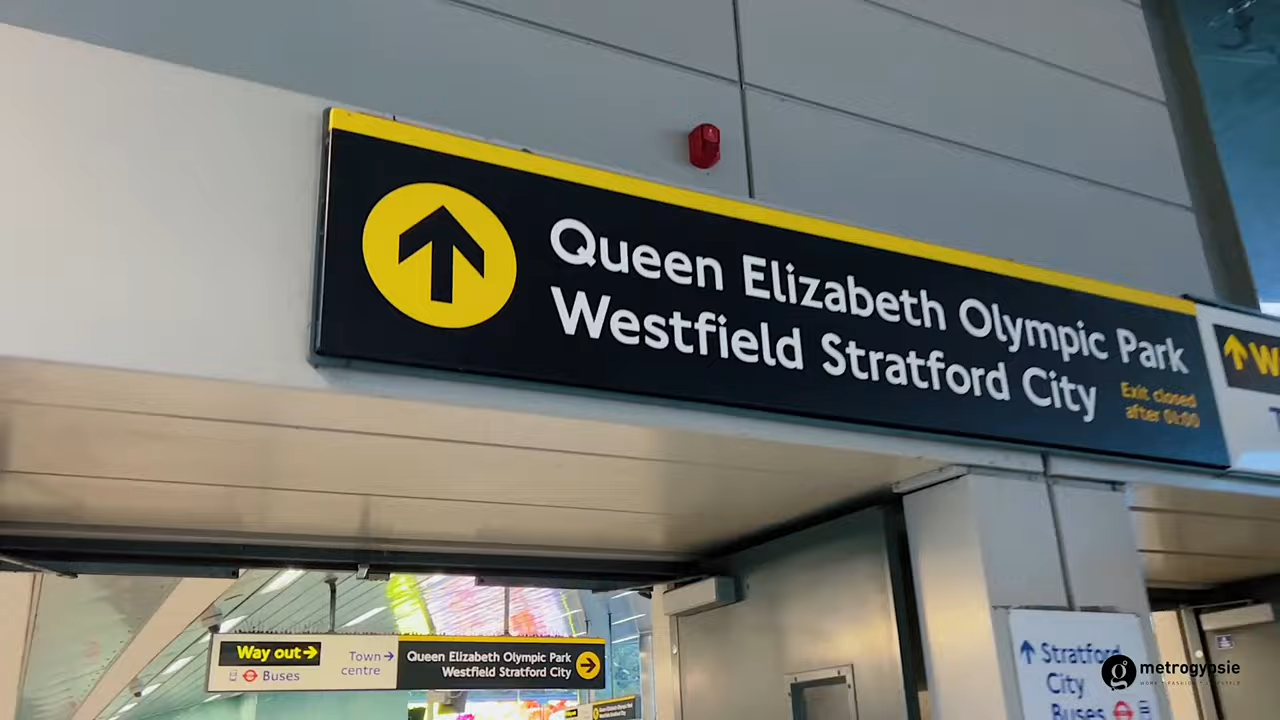 Queen Elizabeth Olympic Park
Westfield Stratford City
Exit closed
after 01:00
Way out
Buses
Town
centre
Queen Elizabeth Olympic Park
Westfield Stratford City
Stratford
City
Buses
metrogypsie